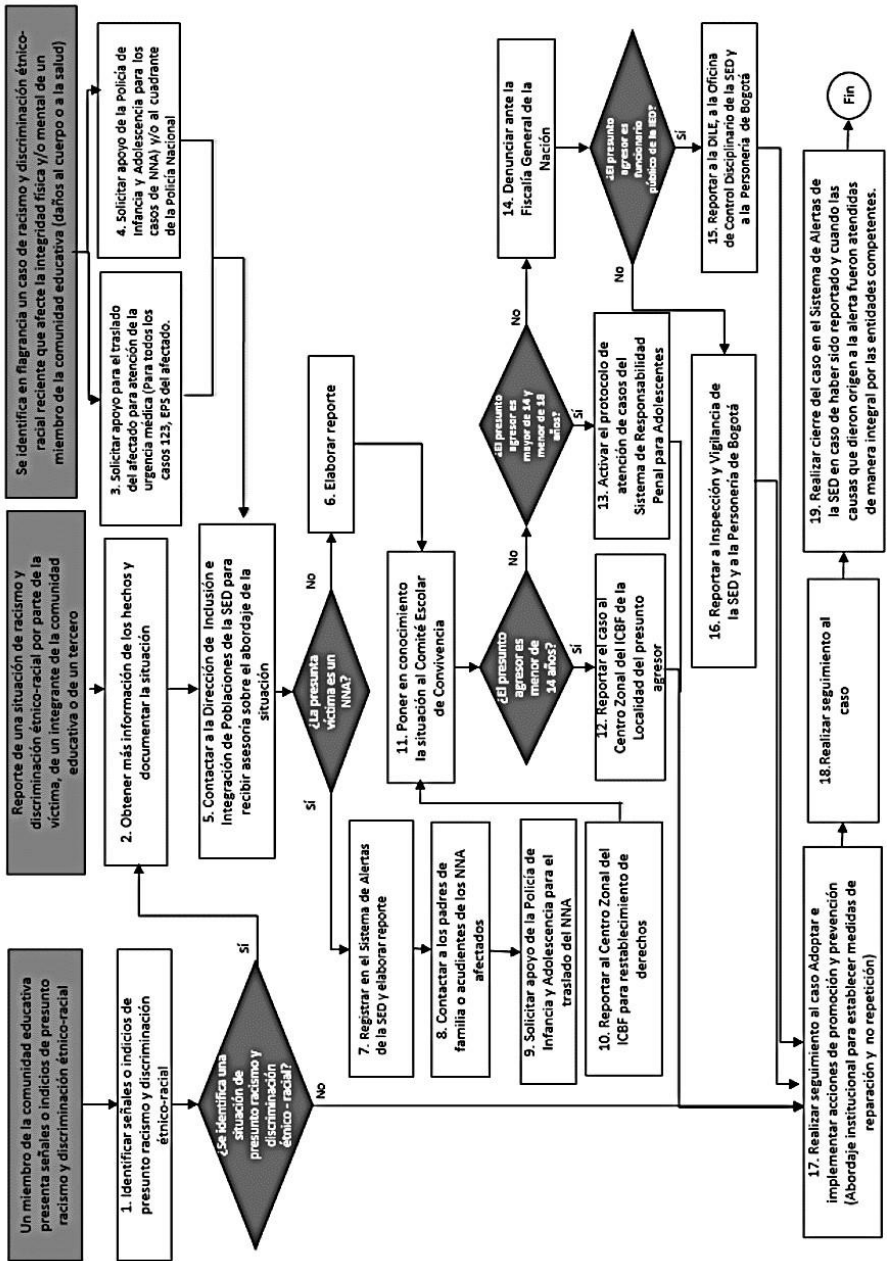 Un miembro de la comunidad educativa
presenta señales o indicios de presunto
racismo y discriminación étnico-racial
1. Identificar señales o indicios de
presunto racismo y discriminación
étnico-racial
¿Se identifica una
situación de
presunto racismo y
discriminación
étnico - racial?
Sí
No
Reporte de una situación de racismo y
discriminación étnico-racial por parte de la
víctima, de un integrante de la comunidad
educativa o de un tercero
2. Obtener más información de los hechos y
documentar la situación
Se identifica en flagrancia un caso de racismo y discriminación étnico-
racial reciente que afecte la integridad física y/o mental de un
miembro de la comunidad educativa (daños al cuerpo o a la salud)
3. Solicitar apoyo para el traslado
del afectado para atención de la
urgencia médica (Para todos los
casos 123, EPS del afectado.
4. Solicitar apoyo de la Policía de
Infancia y Adolescencia para los
casos de NNA) y/o al cuadrante
de la Policía Nacional
5. Contactar a la Dirección de Inclusión e
Integración de Poblaciones de la SED para
recibir asesoría sobre el abordaje de la
situación
¿La presunta
víctima es un
NNA?
Sí
No
6. Elaborar reporte
7. Registrar en el Sistema de Alertas
de la SED y elaborar reporte
8. Contactar a los padres de
familia o acudientes de los NNA
afectados
9. Solicitar apoyo de la Policía de
Infancia y Adolescencia para el
traslado del NNA
10. Reportar al Centro Zonal del
ICBF para restablecimiento de
derechos
11. Poner en conocimiento
la situación al Comité Escolar
de Convivencia
¿El presunto
agresor es
menor de
14 años?
Sí
No
12. Reportar el caso al
Centro Zonal del ICBF de la
Localidad del presunto
agresor
¿El presunto
agresor es
mayor de 14 y
menor de 18
años?
Sí
No
13. Activar el protocolo de
atención de casos del
Sistema de Responsabilidad
Penal para Adolescentes
14. Denunciar ante la
Fiscalía General de la
Nación
¿El presunto
agresor es
funcionario
público de la IED?
Sí
No
15. Reportar a la DILE, a la Oficina
de Control Disciplinario de la SED y
a la Personería de Bogotá
16. Reportar a Inspección y Vigilancia de
la SED y a la Personería de Bogotá
17. Realizar seguimiento al caso Adoptar e
implementar acciones de promoción y prevención
(Abordaje institucional para establecer medidas de
reparación y no repetición)
18.Realizar seguimiento al
caso
19. Realizar cierre del caso en el Sistema de Alertas de
la SED en caso de haber sido reportado y cuando las
causas que dieron origen a la alerta fueron atendidas
de manera integral por las entidades competentes.
Fin